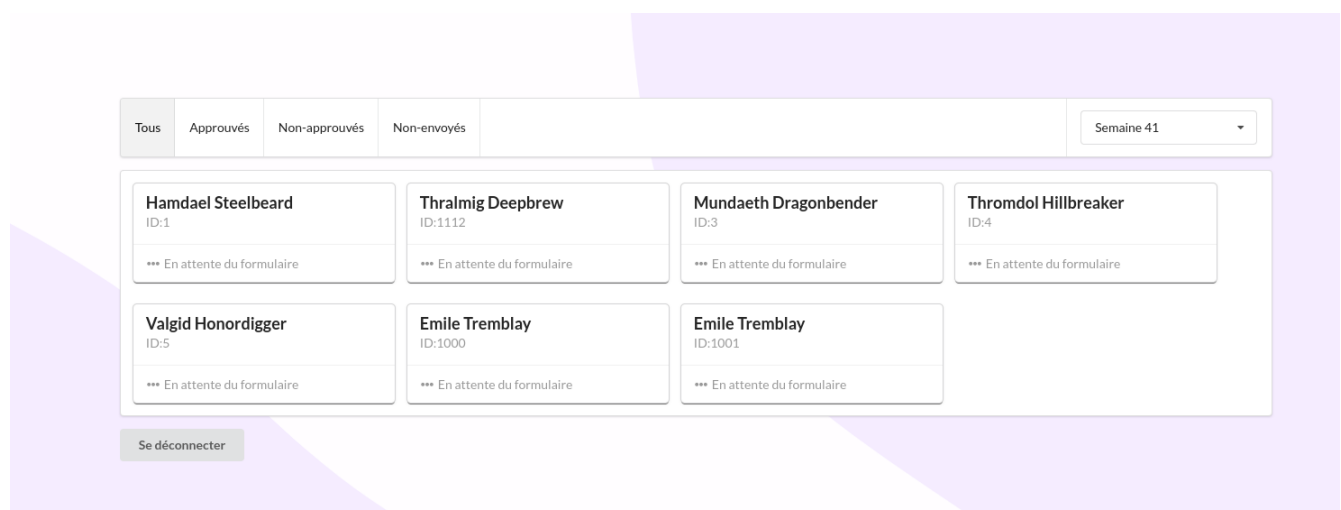 Tous
Approuvés
Non-approuvés
Non-envoyés
Semaine 41
Hamdael Steelbeard
ID:1
••• En attente du formulaire
Thralmig Deepbrew
ID:1112
••• En attente du formulaire
Mundaeth Dragonbender
ID:3
••• En attente du formulaire
Thromdol Hillbreaker
ID:4
••• En attente du formulaire
Valgid Honordigger
ID:5
••• En attente du formulaire
Emile Tremblay
ID:1000
••• En attente du formulaire
Emile Tremblay
ID:1001
••• En attente du formulaire
Se déconnecter